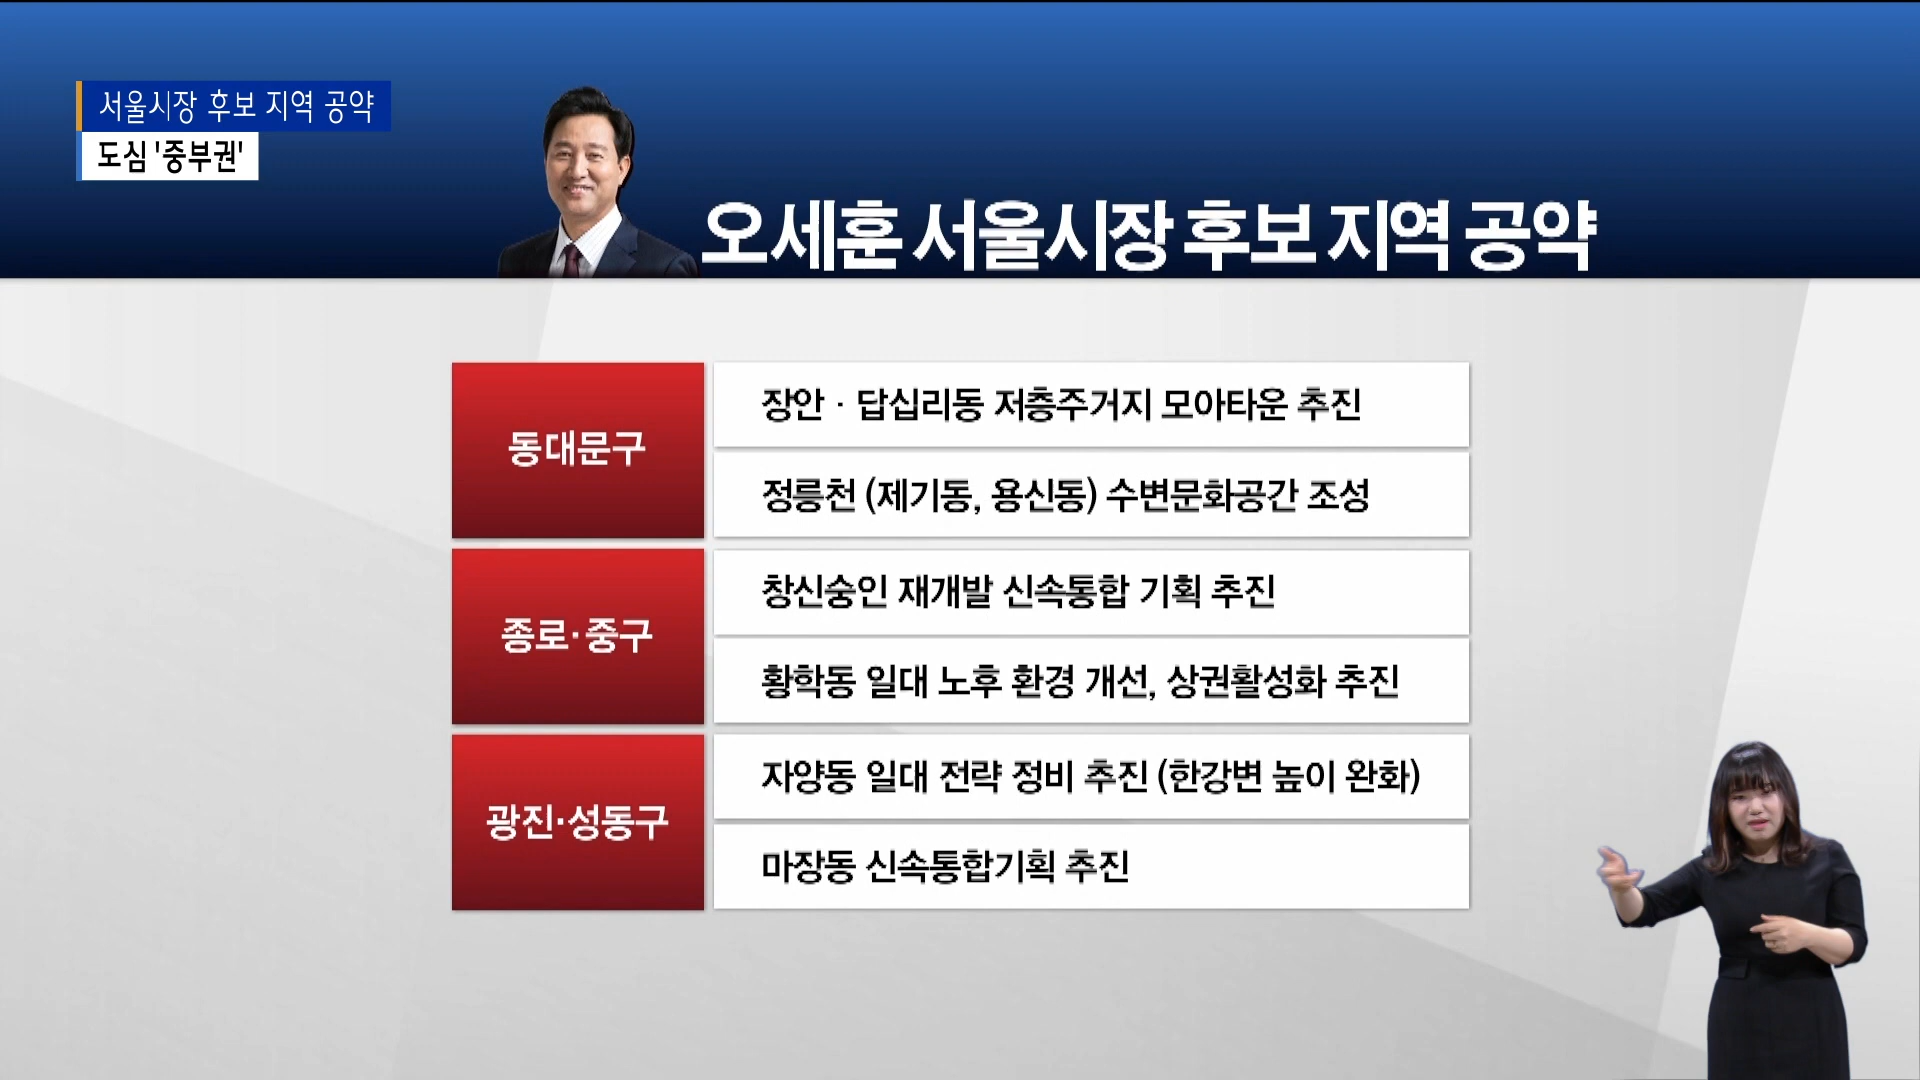 서울시장 후보 지역 공약
도심 '중부권'
오세훈 서울시장 후보 지역 공약
동대문구
장안 · 답십리동 저층주거지 모아타운 추진
정릉천 (제기동, 용신동) 수변문화공간 조성
종로·중구
창신숭인 재개발 신속통합 기획 추진
황학동 일대 노후 환경 개선, 상권활성화 추진
광진·성동구
자양동 일대 전략 정비 추진 (한강변 높이 완화)
마장동 신속통합기획 추진